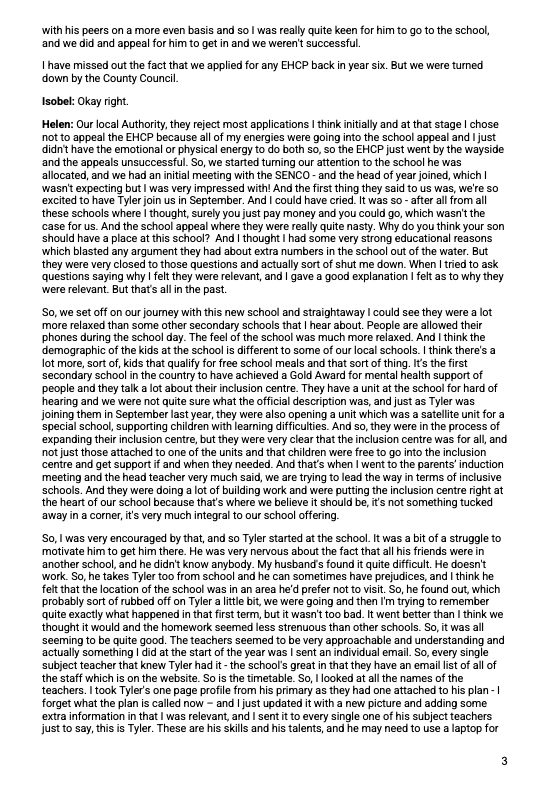 with his peers on a more even basis and so I was really quite keen for him to go to the school,
and we did and appeal for him to get in and we weren't successful.
I have missed out the fact that we applied for any EHCP back in year six. But we were turned
down by the County Council.
Isobel: Okay right.
Helen: Our local Authority, they reject most applications I think initially and at that stage I chose
not to appeal the EHCP because all of my energies were going into the school appeal and I just
didn't have the emotional or physical energy to do both so, so the EHCP just went by the wayside
and the appeals unsuccessful. So, we started turning our attention to the school he was
allocated, and we had an initial meeting with the SENCO - and the head of year joined, which I
wasn't expecting but I was very impressed with! And the first thing they said to us was, we're so
excited to have Tyler join us in September. And I could have cried. It was so - after all from all
these schools where I thought, surely you just pay money and you could go, which wasn't the
case for us. And the school appeal where they were really quite nasty. Why do you think your son
should have a place at this school?  And I thought I had some very strong educational reasons
which blasted any argument they had about extra numbers in the school out of the water. But
they were very closed to those questions and actually sort of shut me down. When I tried to ask
questions saying why I felt they were relevant, and I gave a good explanation I felt as to why they
were relevant. But that's all in the past.
So, we set off on our journey with this new school and straightaway I could see they were a lot
more relaxed than some other secondary schools that I hear about. People are allowed their
phones during the school day. The feel of the school was much more relaxed. And I think the
demographic of the kids at the school is different to some of our local schools. I think there's a
lot more, sort of, kids that qualify for free school meals and that sort of thing. It's the first
secondary school in the country to have achieved a Gold Award for mental health support of
people and they talk a lot about their inclusion centre. They have a unit at the school for hard of
hearing and we were not quite sure what the official description was, and just as Tyler was
joining them in September last year, they were also opening a unit which was a satellite unit for a
special school, supporting children with learning difficulties. And so, they were in the process of
expanding their inclusion centre, but they were very clear that the inclusion centre was for all, and
not just those attached to one of the units and that children were free to go into the inclusion
centre and get support if and when they needed. And that's when I went to the parents' induction
meeting and the head teacher very much said, we are trying to lead the way in terms of inclusive
schools. And they were doing a lot of building work and were putting the inclusion centre right at
the heart of our school because that's where we believe it should be, it's not something tucked
away in a corner, it's very much integral to our school offering.
So, I was very encouraged by that, and so Tyler started at the school. It was a bit of a struggle to
motivate him to get him there. He was very nervous about the fact that all his friends were in
another school, and he didn't know anybody. My husband's found it quite difficult. He doesn't
work. So, he takes Tyler too from school and he can sometimes have prejudices, and I think he
felt that the location of the school was in an area he'd prefer not to visit. So, he found out, which
probably sort of rubbed off on Tyler a little bit, we were going and then I'm trying to remember
quite exactly what happened in that first term, but it wasn't too bad. It went better than I think we
thought it would and the homework seemed less strenuous than other schools. So, it was all
seeming to be quite good. The teachers seemed to be very approachable and understanding and
actually something I did at the start of the year was I sent an individual email. So, every single
subject teacher that knew Tyler had it - the school's great in that they have an email list of all of
the staff which is on the website. So is the timetable. So, I looked at all the names of the
teachers. I took Tyler's one page profile from his primary as they had one attached to his plan - I
forget what the plan is called now – and I just updated it with a new picture and adding some
extra information in that I was relevant, and I sent it to every single one of his subject teachers
just to say, this is Tyler. These are his skills and his talents, and he may need to use a laptop for
3